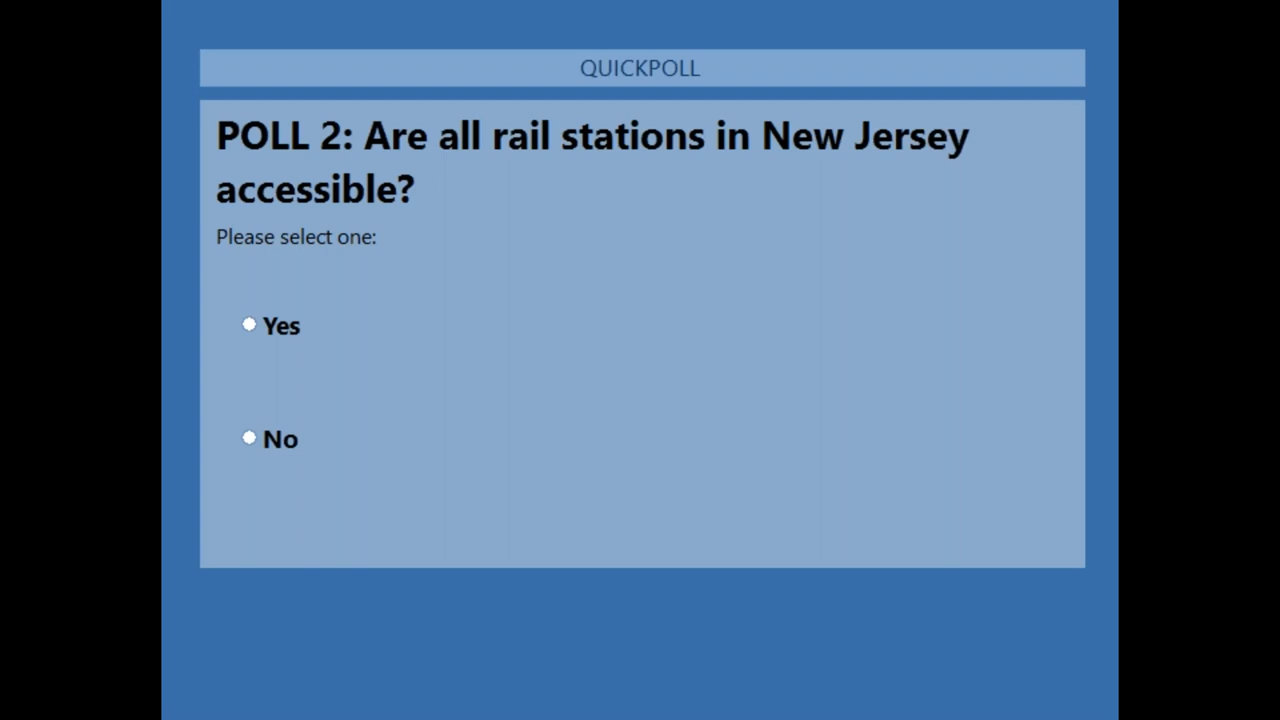 QUICKPOLL
POLL 2: Are all rail stations in New Jersey
accessible?
Please select one:
Yes
No